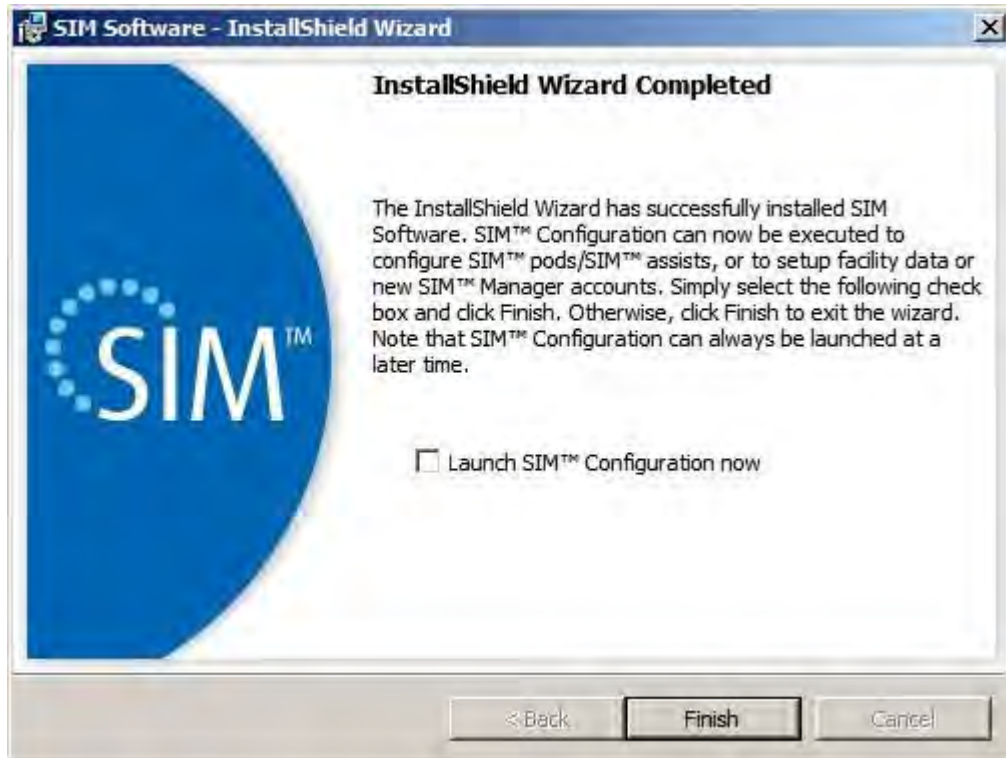 SIM Software - InstallShield Wizard
InstallShield Wizard Completed
The InstallShield Wizard has successfully installed SIM
Software. SIM™ Configuration can now be executed to
configure SIM™ pods/SIM™ assists, or to setup facility data or
new SIM™ Manager accounts. Simply select the following check
box and click Finish. Otherwise, click Finish to exit the wizard.
Note that SIM™ Configuration can always be launched at a
later time.
SIM™
Launch SIM™ Configuration now
< Back
Finish
Cancel